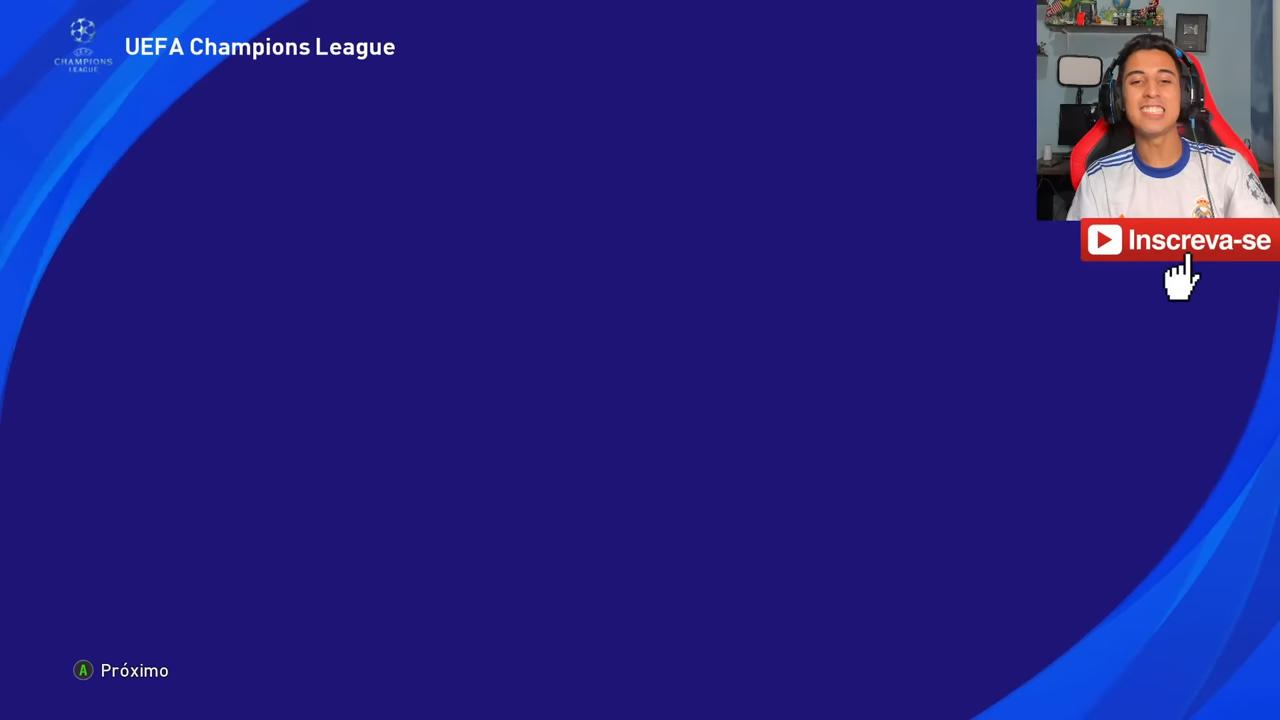 UEFA Champions League
CHAMPIONS
LEAGUE
Inscreva-se
A Próximo